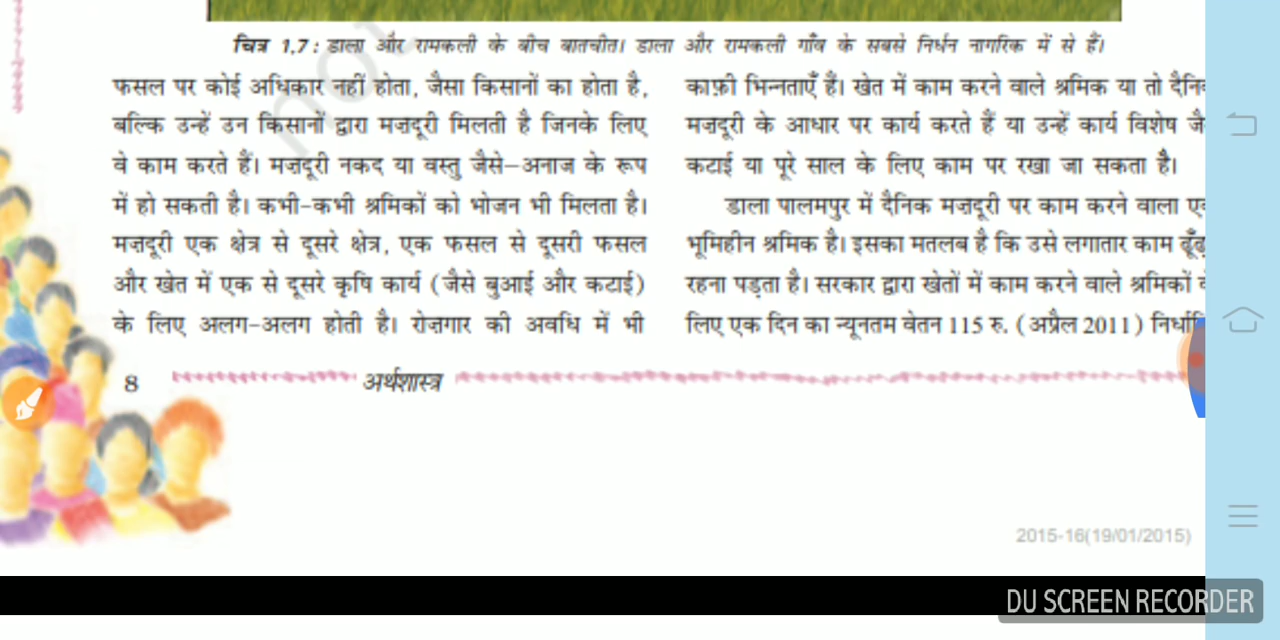 चित्र 1.7 : डाला और रामकली के बीच बातचीत। डाला और रामकली गाँव के सबसे निर्धन नागरिक में से हैं।
फसल पर कोई अधिकार नहीं होता, जैसा किसानों का होता है,
बल्कि उन्हें उन किसानों द्वारा मज़दूरी मिलती है जिनके लिए
वे काम करते हैं। मज़दूरी नकद या वस्तु जैसे–अनाज के रूप
में हो सकती है। कभी-कभी श्रमिकों को भोजन भी मिलता है।
मज़दूरी एक क्षेत्र से दूसरे क्षेत्र, एक फसल से दूसरी फसल
और खेत में एक से दूसरे कृषि कार्य (जैसे बुआई और कटाई)
के लिए अलग-अलग होती है। रोज़गार की अवधि में भी
काफ़ी भिन्नताएँ हैं। खेत में काम करने वाले श्रमिक या तो
मज़दूरी के आधार पर कार्य करते हैं या उन्हें कार्य विशेष
कटाई या पूरे साल के लिए काम पर रखा जा सकता है।
डाला पालमपुर में दैनिक मज़दूरी पर काम करने वाला
भूमिहीन श्रमिक है। इसका मतलब है कि उसे लगातार काम
रहना पड़ता है। सरकार द्वारा खेतों में काम करने वाले श्रमिकों
लिए एक दिन का न्यूनतम वेतन 115 रु. (अप्रैल 2011)
8 अर्थशास्त्र
2015-16(19/01/2015)
DU SCREEN RECORDER
not